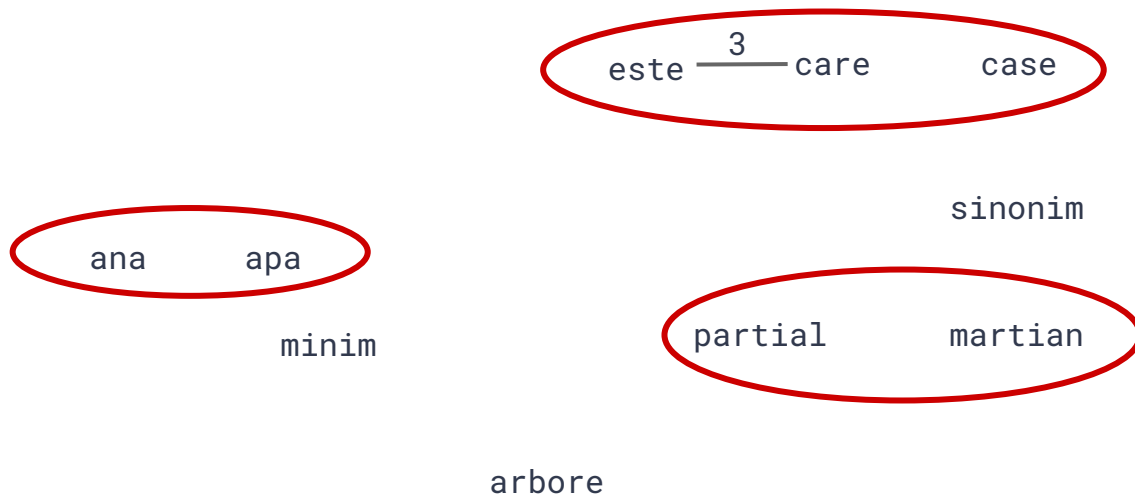 3
este care case
sinonim
ana apa
minim
partial martian
arbore